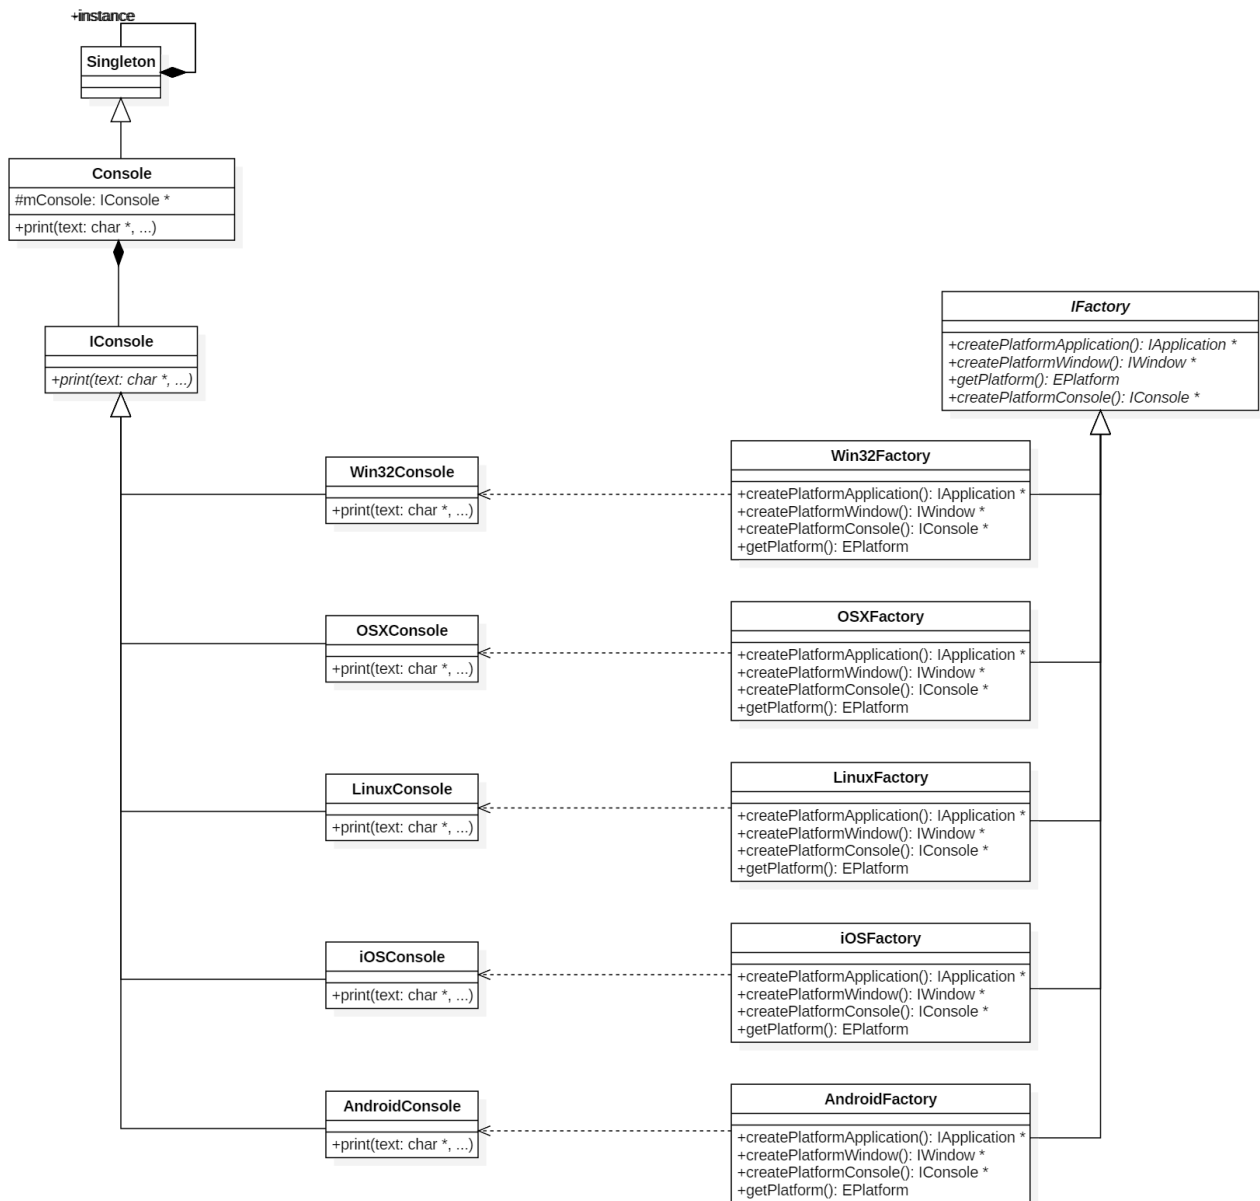 +instance
Singleton
Console
#mConsole: IConsole *
+print(text: char *, ...)
IConsole
+print(text: char *, ...)
IFactory
+createPlatformApplication(): IApplication *
+createPlatformWindow(): IWindow *
+getPlatform(): EPlatform
+createPlatformConsole(): IConsole *
Win32Console
+print(text: char *, ...)
Win32Factory
+createPlatformApplication(): IApplication *
+createPlatformWindow(): IWindow *
+createPlatformConsole(): IConsole *
+getPlatform(): EPlatform
OSXConsole
+print(text: char *, ...)
OSXFactory
+createPlatformApplication(): IApplication *
+createPlatformWindow(): IWindow *
+createPlatformConsole(): IConsole *
+getPlatform(): EPlatform
LinuxConsole
+print(text: char *, ...)
LinuxFactory
+createPlatformApplication(): IApplication *
+createPlatformWindow(): IWindow *
+createPlatformConsole(): IConsole *
+getPlatform(): EPlatform
iOSConsole
+print(text: char *, ...)
iOSFactory
+createPlatformApplication(): IApplication *
+createPlatformWindow(): IWindow *
+createPlatformConsole(): IConsole *
+getPlatform(): EPlatform
AndroidConsole
+print(text: char *, ...)
AndroidFactory
+createPlatformApplication(): IApplication *
+createPlatformWindow(): IWindow *
+createPlatformConsole(): IConsole *
+getPlatform(): EPlatform